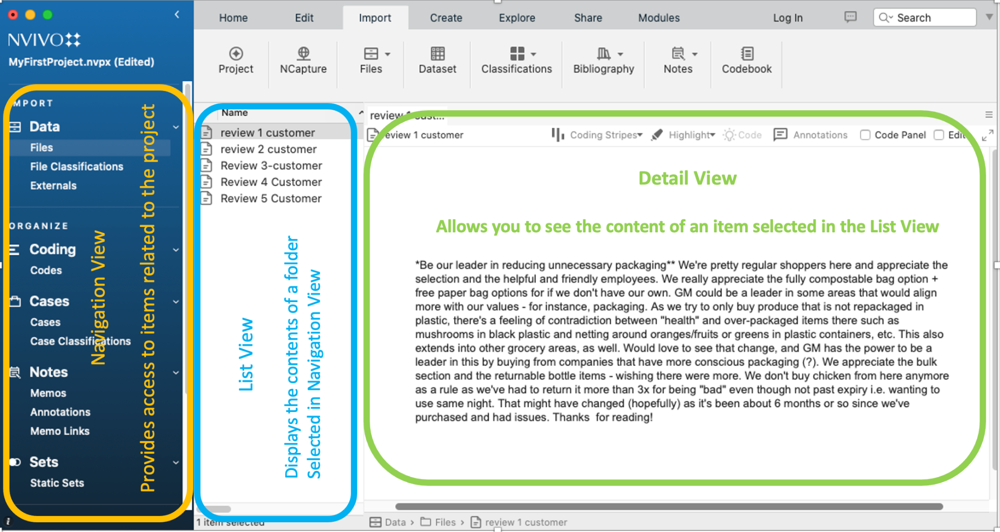 Home Edit Import Create Explore Share Modules Log In Search
NVIVO
MyFirstProject.nvpx (Edited)
Project NCapture Files Dataset Classifications Bibliography Notes Codebook
IMPORT
Data
Files
File Classifications
Externals
ORGANIZE
Coding
Codes
Cases
Cases
Case Classifications
Notes
Memos
Annotations
Memo Links
Sets
Static Sets
Navigation View
Provides access to items related to the project
Name
review 1 customer
review 2 customer
Review 3-customer
Review 4 Customer
Review 5 Customer
List View
Displays the contents of a folder
Selected in Navigation View
1 item selected
review 1 cust...
review 1 customer Coding Stripes Highlight Code Annotations Code Panel Edit
Detail View
Allows you to see the content of an item selected in the List View
*Be our leader in reducing unnecessary packaging** We're pretty regular shoppers here and appreciate the
selection and the helpful and friendly employees. We really appreciate the fully compostable bag option +
free paper bag options for if we don't have our own. GM could be a leader in some areas that would align
more with our values - for instance, packaging. As we try to only buy produce that is not repackaged in
plastic, there's a feeling of contradiction between "health" and over-packaged items there such as
mushrooms in black plastic and netting around oranges/fruits or greens in plastic containers, etc. This also
extends into other grocery areas, as well. Would love to see that change, and GM has the power to be a
leader in this by buying from companies that have more conscious packaging (?). We appreciate the bulk
section and the returnable bottle items - wishing there were more. We don't buy chicken from here anymore
as a rule as we've had to return it more than 3x for being "bad" even though not past expiry i.e. wanting to
use same night. That might have changed (hopefully) as it's been about 6 months or so since we've
purchased and had issues. Thanks  for reading!
Data › Files › review 1 customer